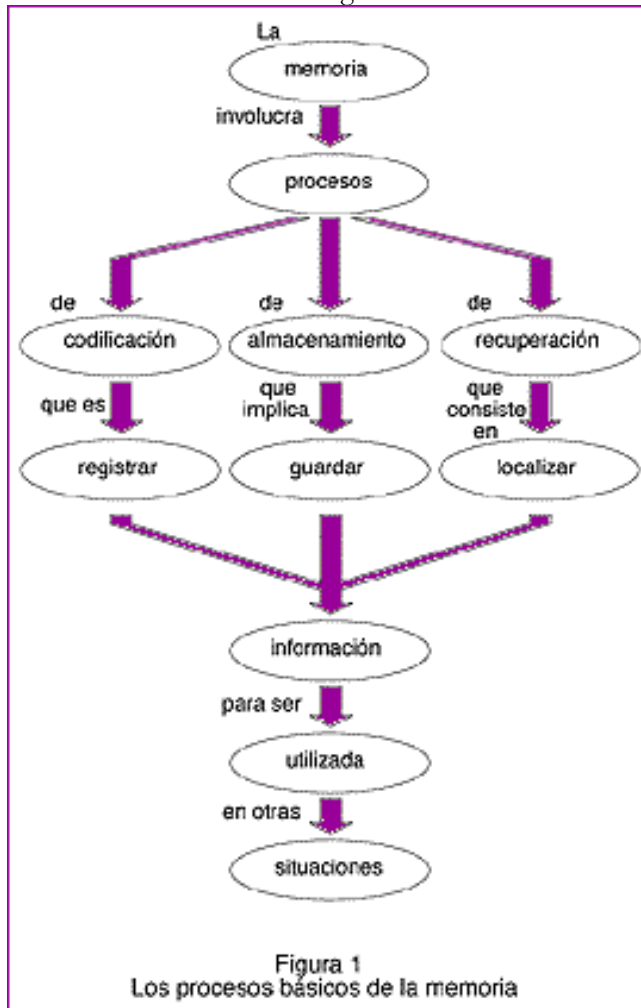 La
memoria
involucra
procesos
de de de
codificación almacenamiento recuperación
que es que implica que consiste en
registrar guardar localizar
información
para ser
utilizada
en otras
situaciones
Figura 1
Los procesos básicos de la memoria